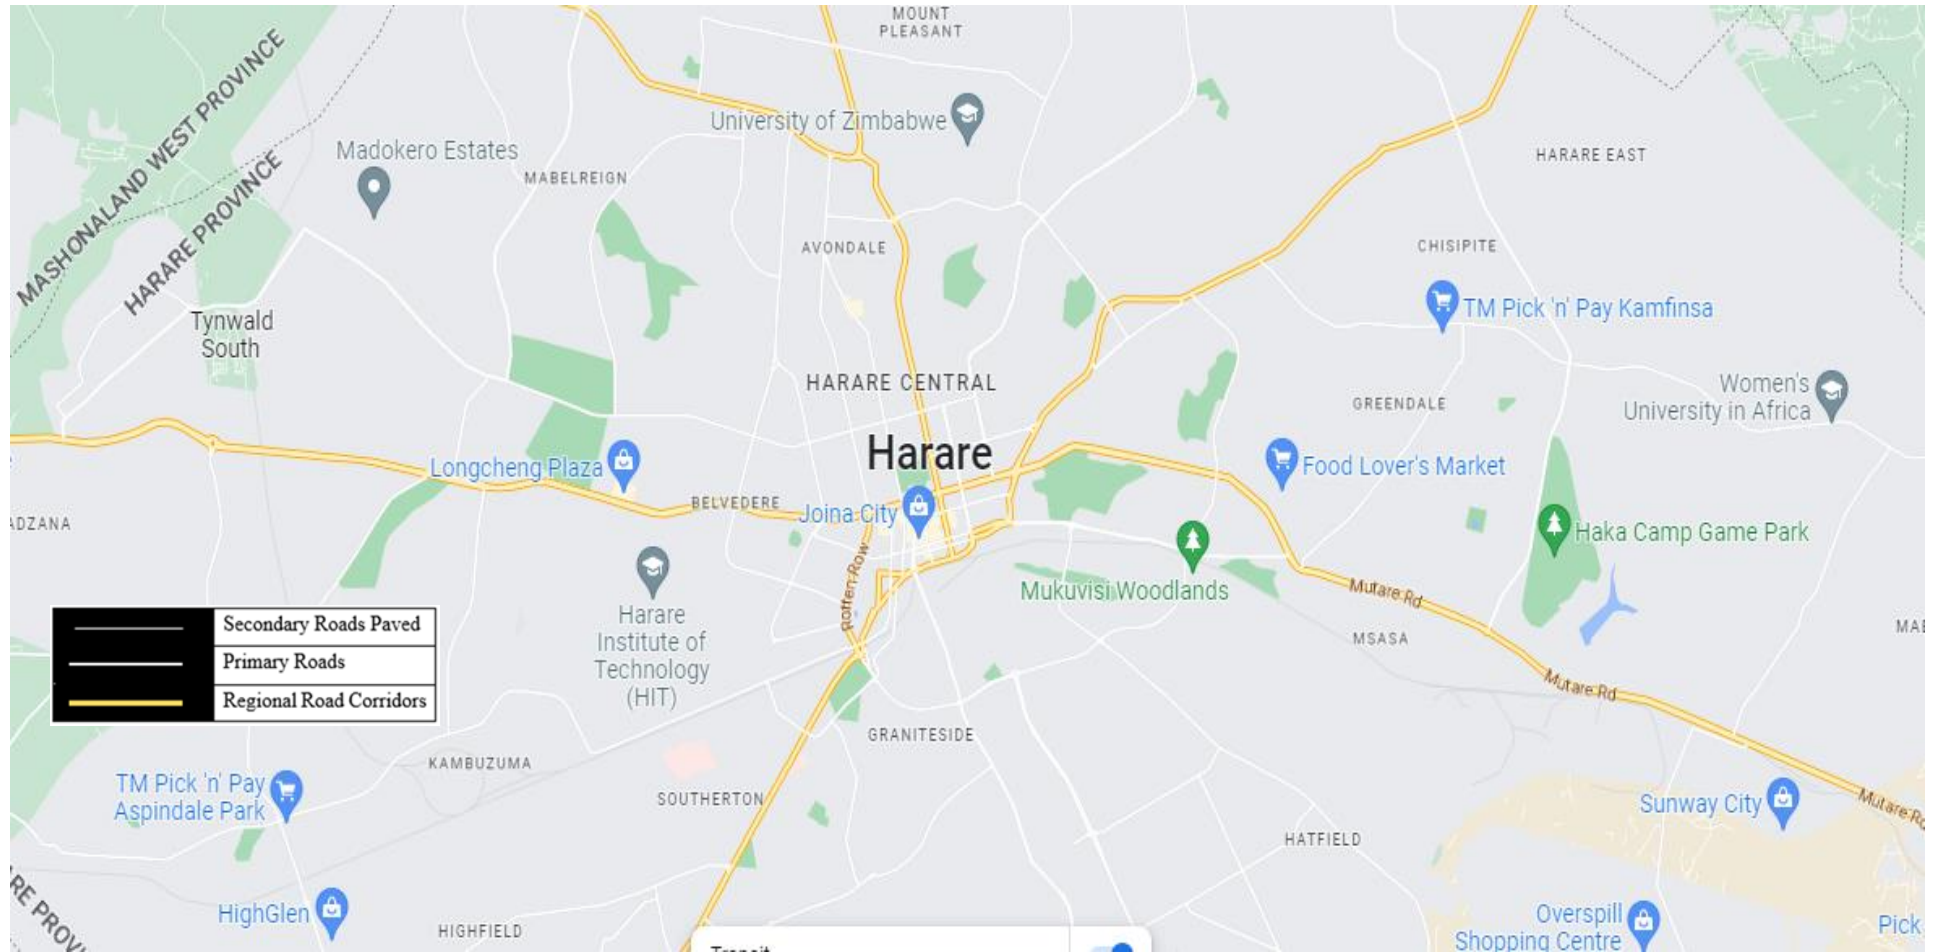 MOUNT
PLEASANT
MASHONALAND WEST PROVINCE
HARARE PROVINCE
University of Zimbabwe
Madokero Estates
MABELREIGN
HARARE EAST
AVONDALE
CHISIPITE
Tynwald
South
TM Pick 'n' Pay Kamfinsa
HARARE CENTRAL
Women's
University in Africa
GREENDALE
Harare
Longcheng Plaza
Food Lover's Market
BELVEDERE
Joina City
ADZANA
Haka Camp Game Park
Rotten Row
Mukuvisi Woodlands
Mutare Rd
Harare
Institute of
Technology
(HIT)
Secondary Roads Paved
Primary Roads
Regional Road Corridors
MSASA
MAB
Mutare Rd
GRANITESIDE
KAMBUZUMA
TM Pick 'n' Pay
Aspindale Park
SOUTHERTON
Sunway City
Mutare Rd
HATFIELD
HighGlen
HIGHFIELD
Overspill
Shopping Centre
Pick
Transit